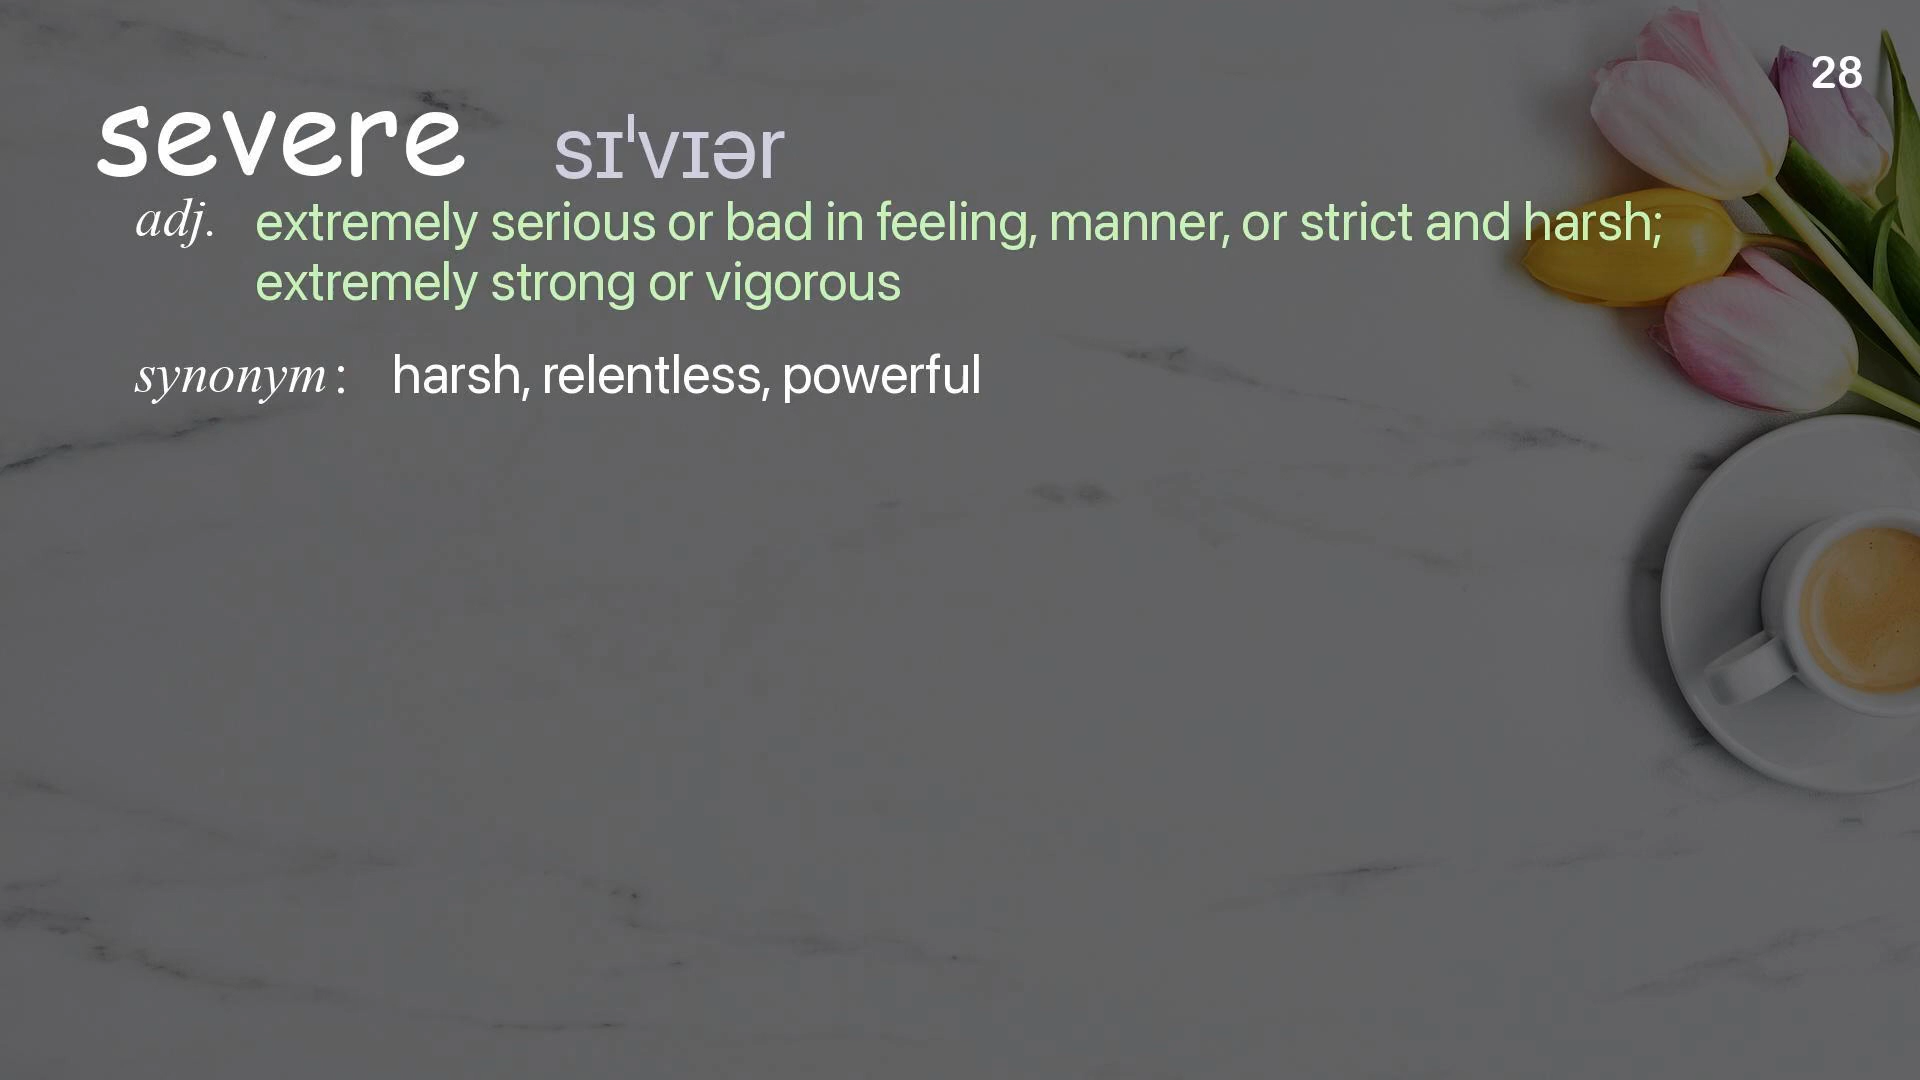 28
severe sɪˈvɪər
adj. extremely serious or bad in feeling, manner, or strict and harsh;
extremely strong or vigorous
synonym: harsh, relentless, powerful